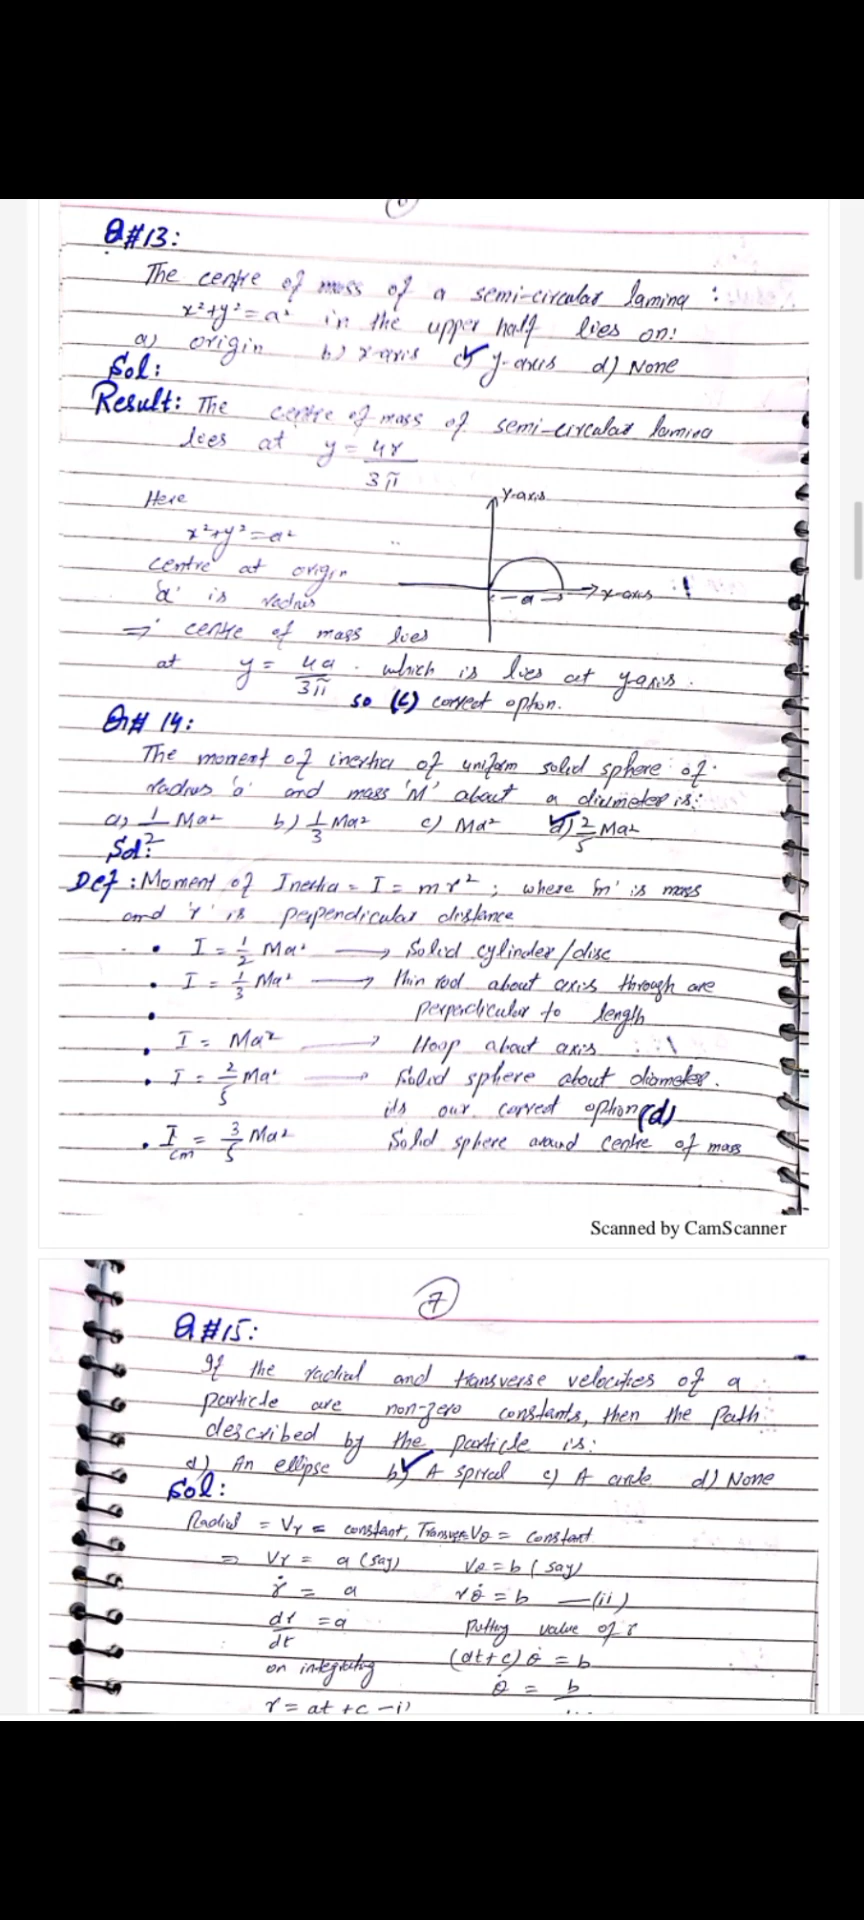 Q#13:
The centre of mass of a semi-circular lamina :
x²+y²=a² in the upper half lies on:
a) origin b) x-axis c) y-axis d) None
Sol:
Result: The centre of mass of semi-circular lamina
lies at y = 4r
3π
Here
Y-axis
x²+y²=a²
centre at origin
'a' is radius
a
x-axis
⇒ centre of mass lies
at y = 4a . which is lies at y-axis.
3π
so (c) correct option.
Q# 14:
The moment of inertia of uniform solid sphere of
radius 'a' and mass 'M' about a diameter is:
a) 1/2 Ma² b) 1/3 Ma² c) Ma² d) 2/5 Ma²
Sol:
Def : Moment of Inertia = I = mr² ; where 'm' is mass
and 'r' is perpendicular distance
• I = 1/2 Ma² → Solid cylinder/disc
• I = 1/3 Ma² → thin rod about axis through are
• perpendicular to length
• I = Ma² → Hoop about axis
• I = 2/5 Ma² → Solid sphere about diameter.
its our correct option (d)
• I cm = 3/5 Ma² Solid sphere around centre of mass
Scanned by CamScanner
7
Q#15:
If the radial and transverse velocities of a
particle are non-zero constants, then the path
described by the particle is:
a) An ellipse b) A spiral c) A circle d) None
Sol:
Radial = Vr = constant, Transverse Vθ = constant
⇒ Vr = a (say) Vθ = b (say)
ṙ = a rθ̇ = b —(ii)
dr/dt = a putting value of r
(at+c) θ̇ = b
on integrating θ̇ = b
r = at + c –i)